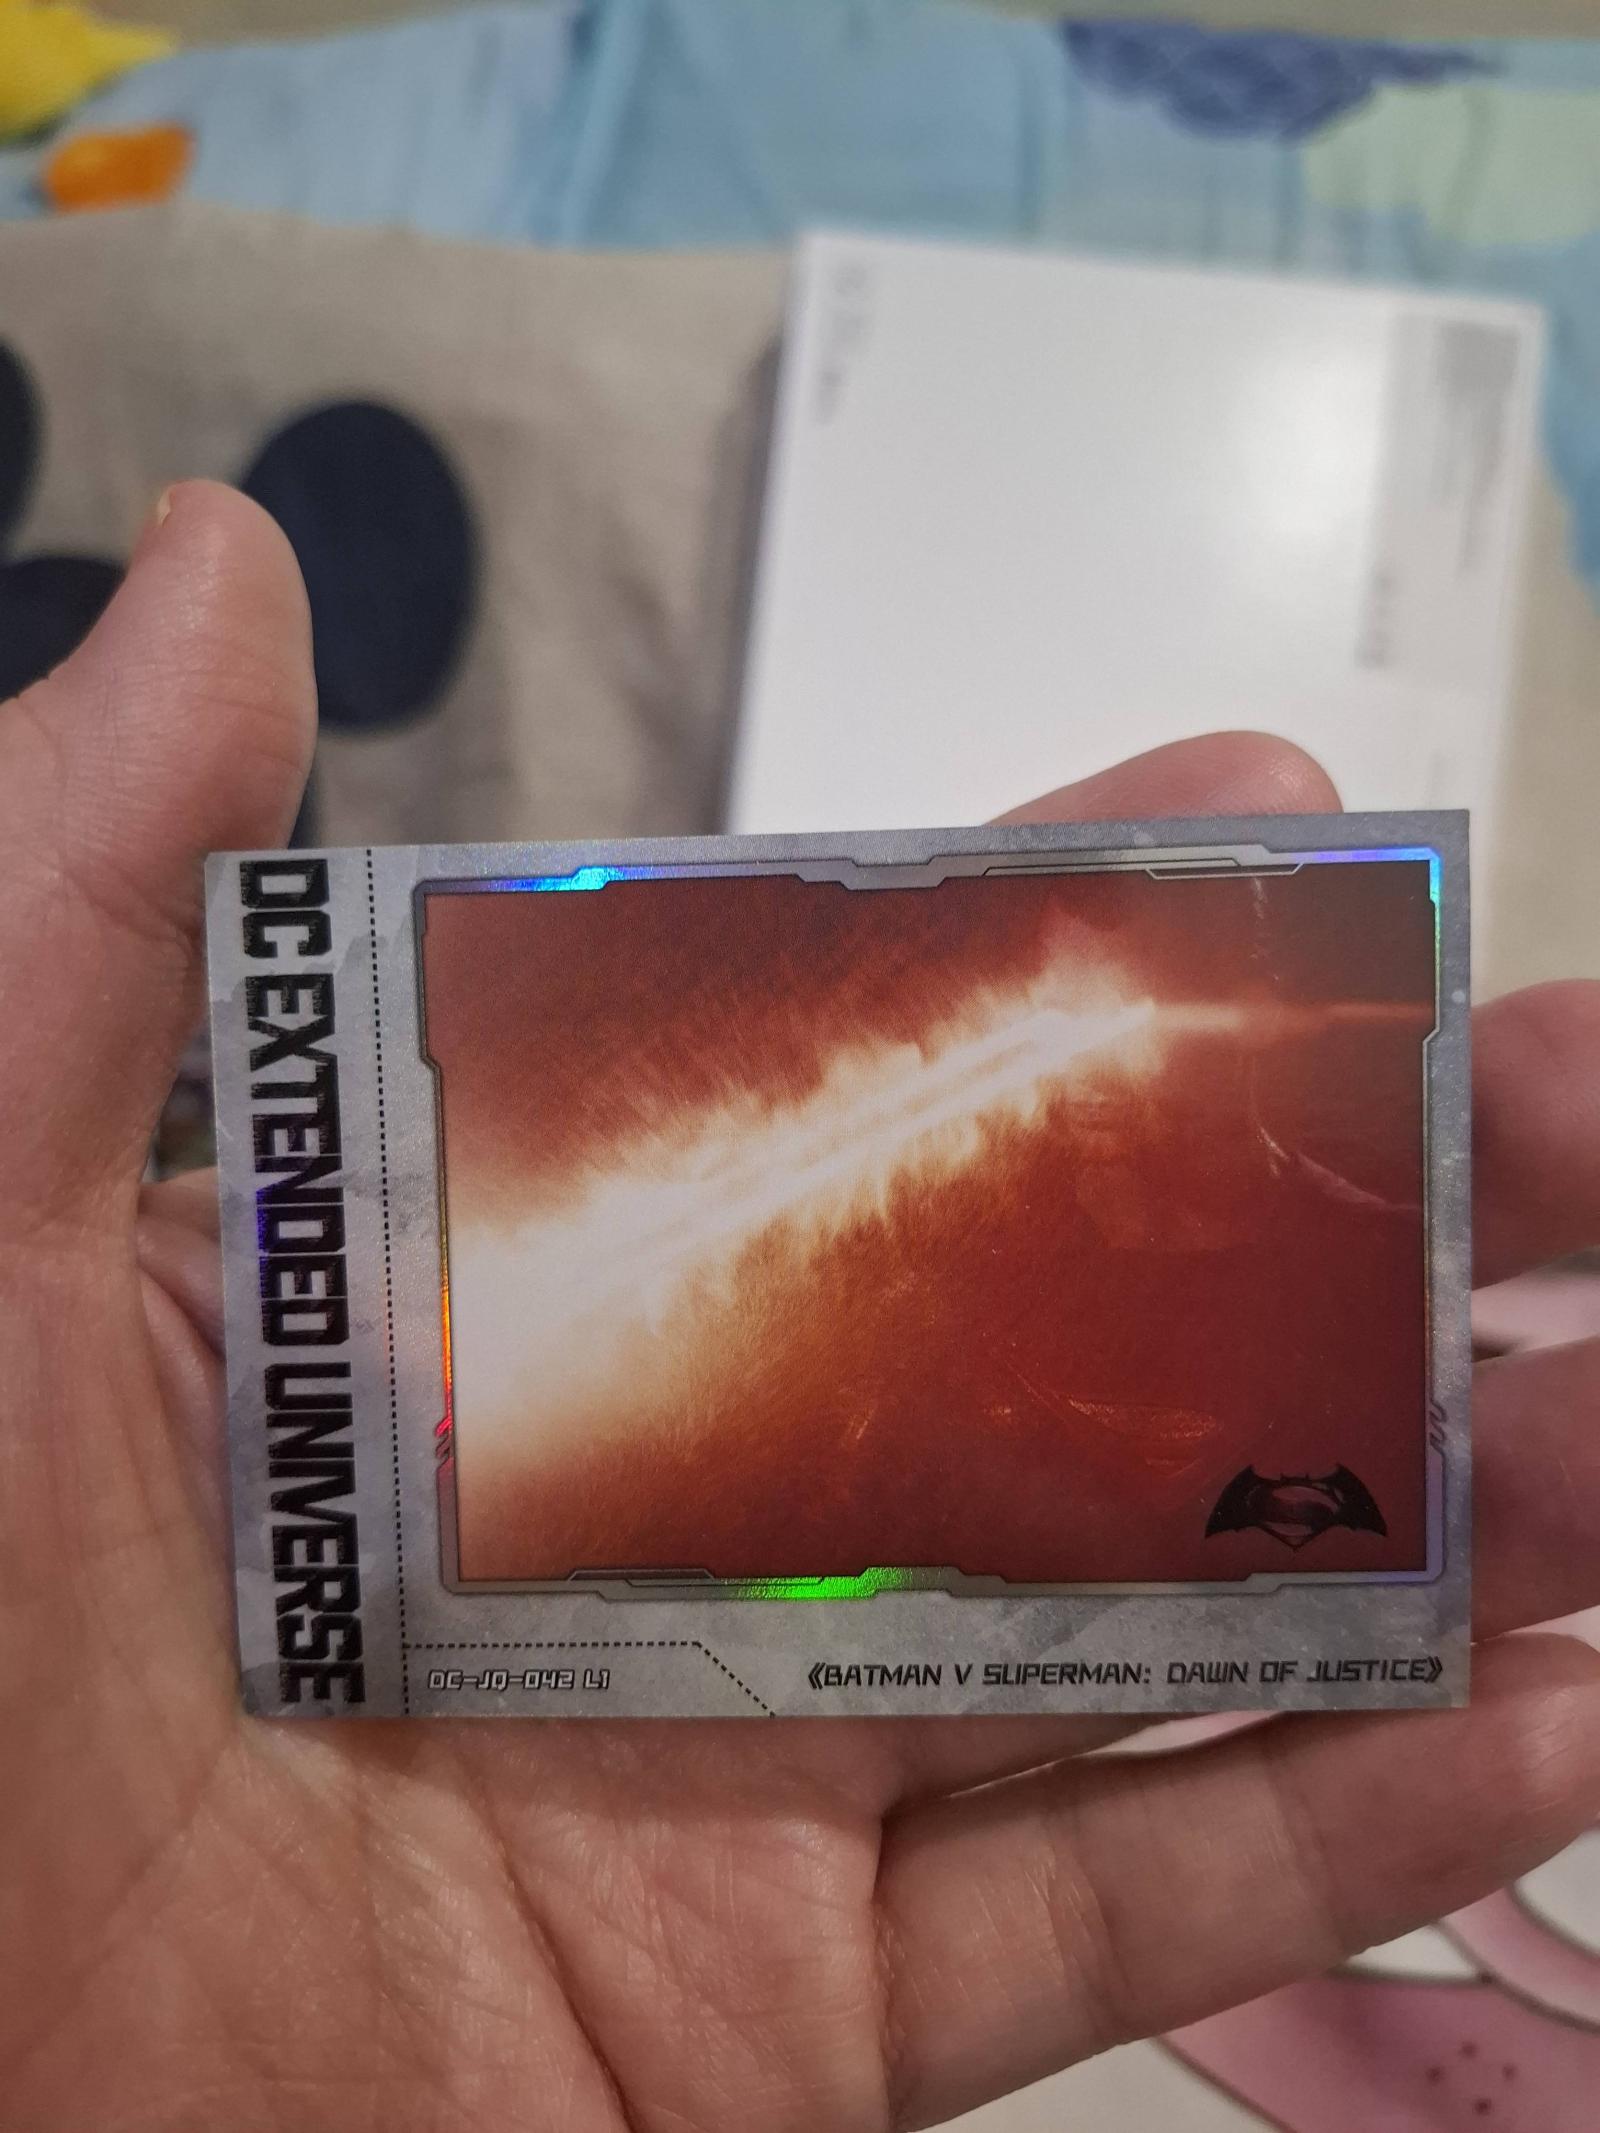 DC EXTENDED UNIVERSE
DC-JQ-042 L1
《BATMAN V SUPERMAN: DAWN OF JUSTICE》